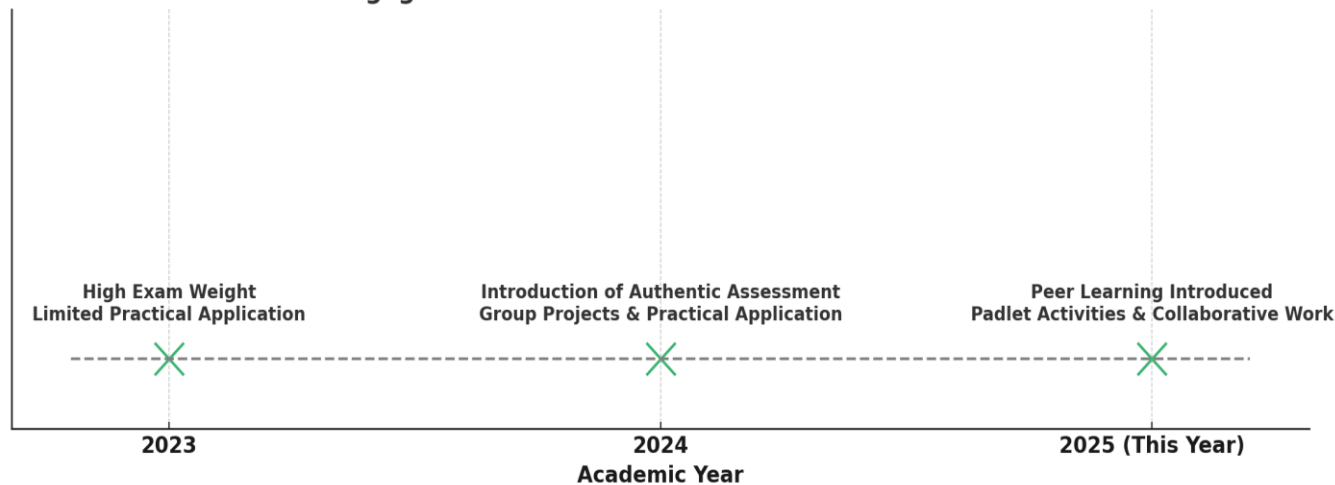 High Exam Weight
Limited Practical Application
Introduction of Authentic Assessment
Group Projects & Practical Application
Peer Learning Introduced
Padlet Activities & Collaborative Work
2023
2024
2025 (This Year)
Academic Year